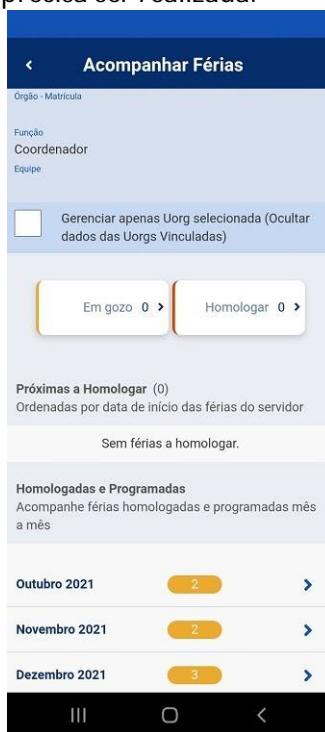 precisa ser realizada.
Acompanhar Férias
Órgão - Matrícula
Função
Coordenador
Equipe
Gerenciar apenas Uorg selecionada (Ocultar
dados das Uorgs Vinculadas)
Em gozo 0 Homologar 0
Próximas a Homologar (0)
Ordenadas por data de início das férias do servidor
Sem férias a homologar.
Homologadas e Programadas
Acompanhe férias homologadas e programadas mês
a mês
Outubro 2021 2
Novembro 2021 2
Dezembro 2021 3